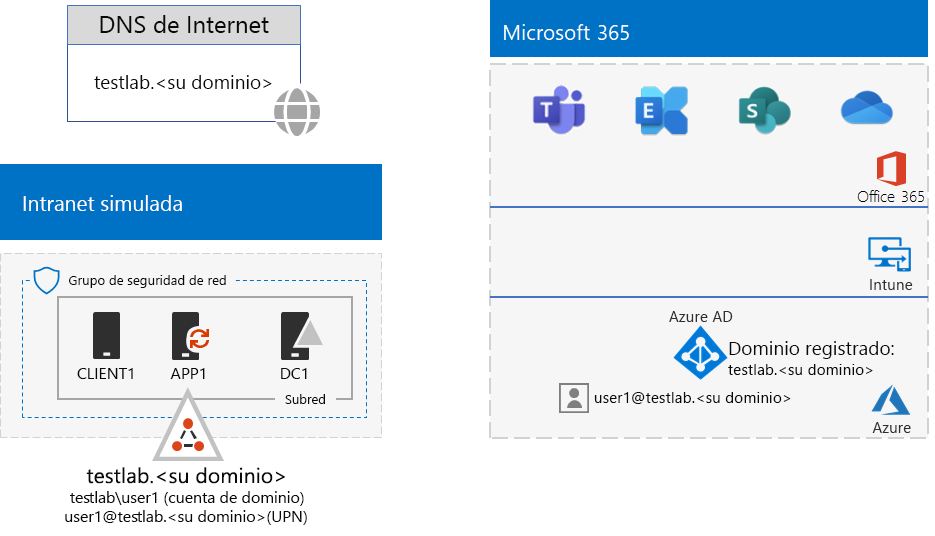 DNS de Internet
testlab.<su dominio>
Intranet simulada
Grupo de seguridad de red
CLIENT1
APP1
DC1
Subred
testlab.<su dominio>
testlab\user1 (cuenta de dominio)
user1@testlab.<su dominio>(UPN)
Microsoft 365
T
E
S
Office 365
Intune
Azure AD
Dominio registrado:
testlab.<su dominio>
user1@testlab.<su dominio>
Azure